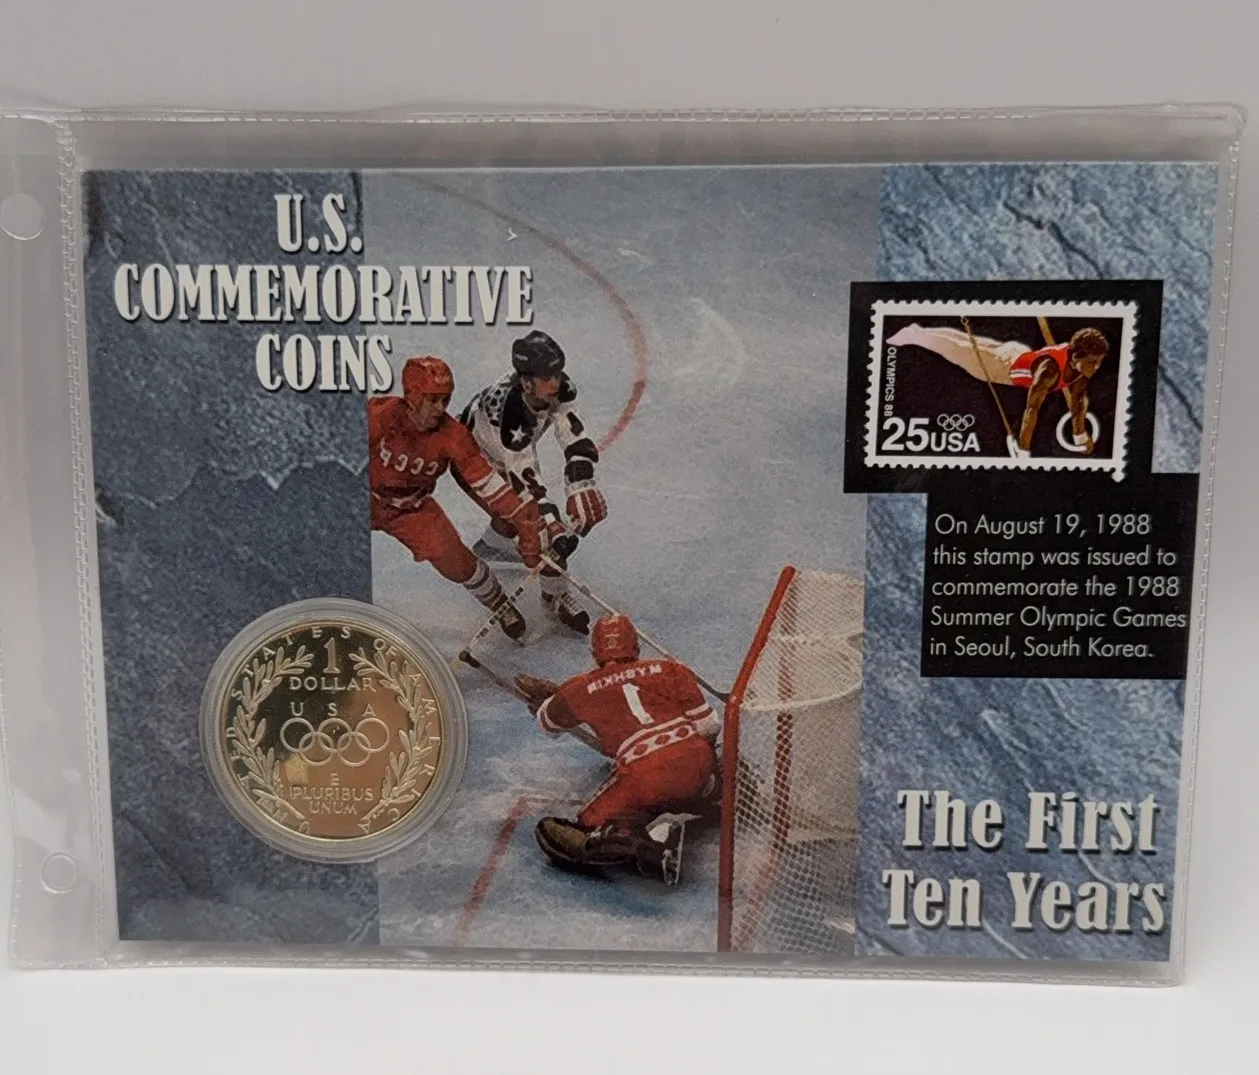 U.S.
COMMEMORATIVE
COINS
OLYMPICS 88
25USA
On August 19, 1988
this stamp was issued to
commemorate the 1988
Summer Olympic Games
in Seoul, South Korea.
CCCP
MASHKIN
1
UNITED STATES OF AMERICA
1
DOLLAR
USA
E
PLURIBUS
UNUM
The First
Ten Years